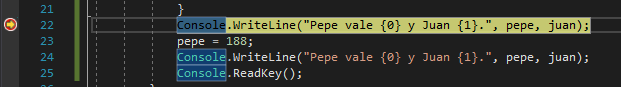 21 }
22 Console.WriteLine("Pepe vale {0} y Juan {1}.", pepe, juan);
23 pepe = 188;
24 Console.WriteLine("Pepe vale {0} y Juan {1}.", pepe, juan);
25 Console.ReadKey();
26 }